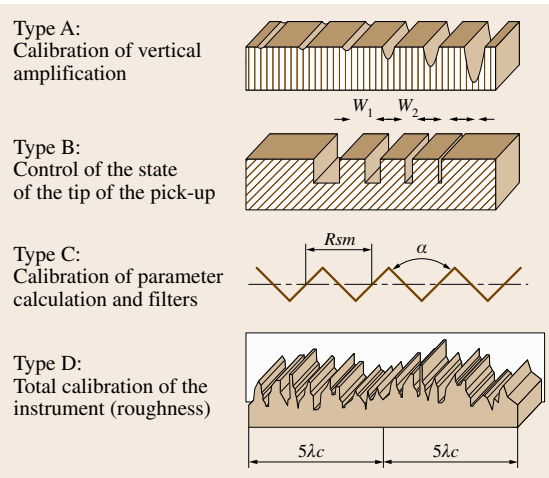 Type A:
Calibration of vertical
amplification
W1 W2
Type B:
Control of the state
of the tip of the pick-up
Rsm α
Type C:
Calibration of parameter
calculation and filters
Type D:
Total calibration of the
instrument (roughness)
5λc 5λc